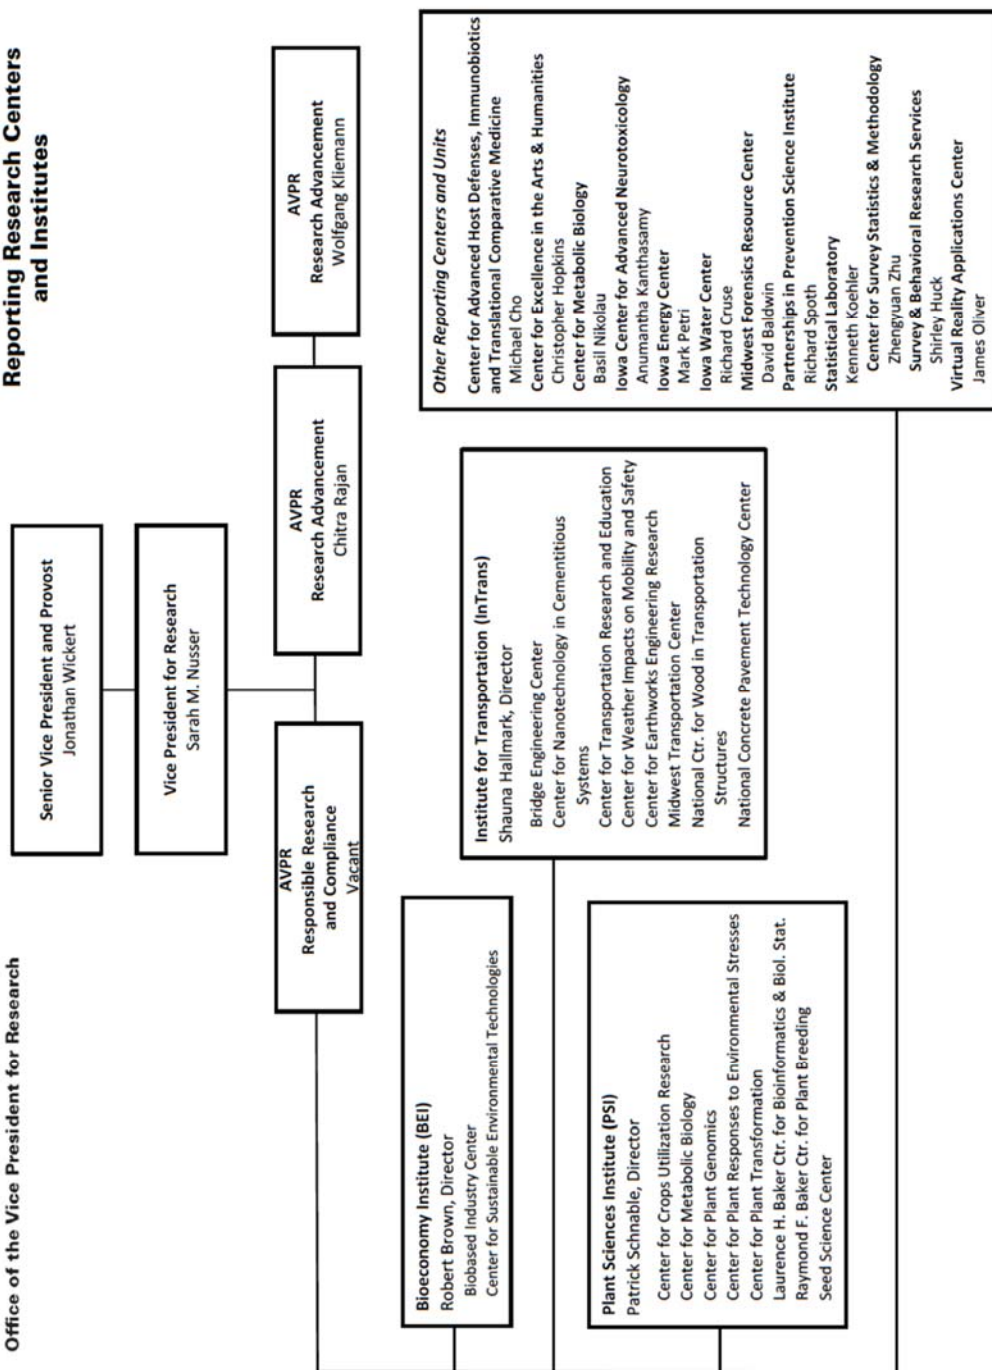 Office of the Vice President for Research
Reporting Research Centers
and Institutes
Senior Vice President and Provost
Jonathan Wickert
Vice President for Research
Sarah M. Nusser
AVPR
Responsible Research
and Compliance
Vacant
AVPR
Research Advancement
Chitra Rajan
AVPR
Research Advancement
Wolfgang Kliemann
Bioeconomy Institute (BEI)
Robert Brown, Director
Biobased Industry Center
Center for Sustainable Environmental Technologies
Institute for Transportation (InTrans)
Shauna Hallmark, Director
Bridge Engineering Center
Center for Nanotechnology in Cementitious
Systems
Center for Transportation Research and Education
Center for Weather Impacts on Mobility and Safety
Center for Earthworks Engineering Research
Midwest Transportation Center
National Ctr. for Wood in Transportation
Structures
National Concrete Pavement Technology Center
Plant Sciences Institute (PSI)
Patrick Schnable, Director
Center for Crops Utilization Research
Center for Metabolic Biology
Center for Plant Genomics
Center for Plant Responses to Environmental Stresses
Center for Plant Transformation
Laurence H. Baker Ctr. for Bioinformatics & Biol. Stat.
Raymond F. Baker Ctr. for Plant Breeding
Seed Science Center
Other Reporting Centers and Units
Center for Advanced Host Defenses, Immunobiotics
and Translational Comparative Medicine
Michael Cho
Center for Excellence in the Arts & Humanities
Christopher Hopkins
Center for Metabolic Biology
Basil Nikolau
Iowa Center for Advanced Neurotoxicology
Anumantha Kanthasamy
Iowa Energy Center
Mark Petri
Iowa Water Center
Richard Cruse
Midwest Forensics Resource Center
David Baldwin
Partnerships in Prevention Science Institute
Richard Spoth
Statistical Laboratory
Kenneth Koehler
Center for Survey Statistics & Methodology
Zhengyuan Zhu
Survey & Behavioral Research Services
Shirley Huck
Virtual Reality Applications Center
James Oliver